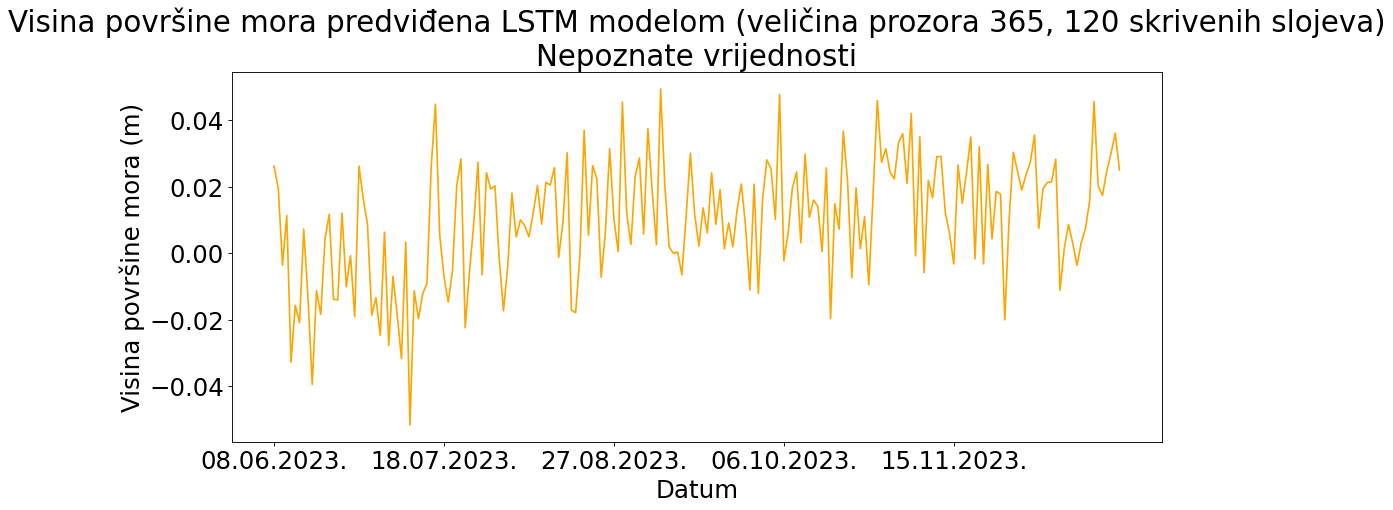 Visina površine mora predviđena LSTM modelom (veličina prozora 365, 120 skrivenih slojeva)
Nepoznate vrijednosti
Visina površine mora (m)
0.04
0.02
0.00
−0.02
−0.04
08.06.2023. 18.07.2023. 27.08.2023. 06.10.2023. 15.11.2023.
Datum